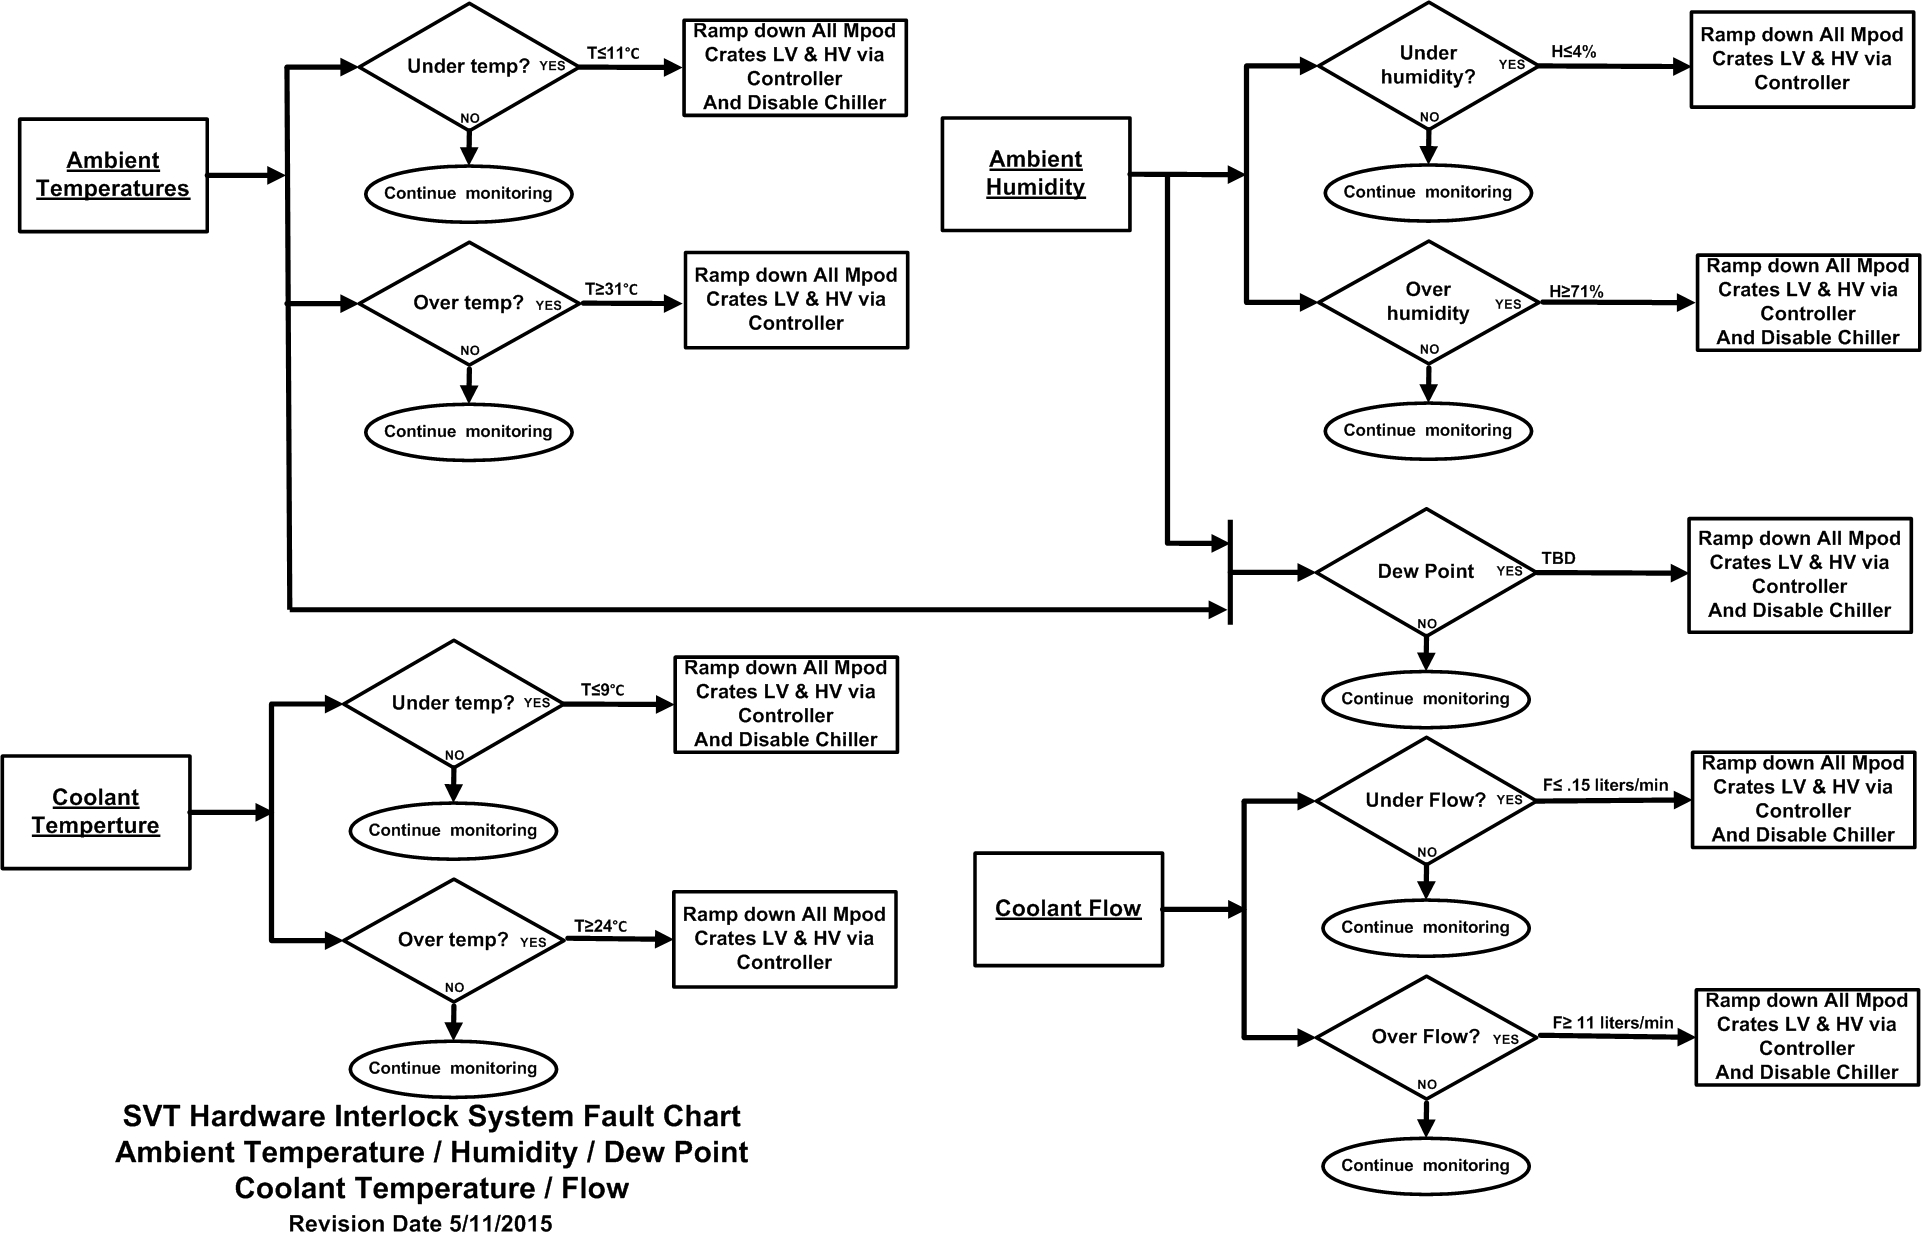 Ambient
Temperatures
Under temp?
YES
NO
T≤11°C
Ramp down All Mpod
Crates LV & HV via
Controller
And Disable Chiller
Continue monitoring
Over temp?
YES
NO
T≥31°C
Ramp down All Mpod
Crates LV & HV via
Controller
Continue monitoring
Ambient
Humidity
Under
humidity?
YES
NO
H≤4%
Ramp down All Mpod
Crates LV & HV via
Controller
Continue monitoring
Over
humidity
YES
NO
H≥71%
Ramp down All Mpod
Crates LV & HV via
Controller
And Disable Chiller
Continue monitoring
Dew Point
YES
NO
TBD
Ramp down All Mpod
Crates LV & HV via
Controller
And Disable Chiller
Continue monitoring
Coolant
Temperture
Under temp?
YES
NO
T≤9°C
Ramp down All Mpod
Crates LV & HV via
Controller
And Disable Chiller
Continue monitoring
Over temp?
YES
NO
T≥24°C
Ramp down All Mpod
Crates LV & HV via
Controller
Continue monitoring
Coolant Flow
Under Flow?
YES
NO
F≤ .15 liters/min
Ramp down All Mpod
Crates LV & HV via
Controller
And Disable Chiller
Continue monitoring
Over Flow?
YES
NO
F≥ 11 liters/min
Ramp down All Mpod
Crates LV & HV via
Controller
And Disable Chiller
Continue monitoring
SVT Hardware Interlock System Fault Chart
Ambient Temperature / Humidity / Dew Point
Coolant Temperature / Flow
Revision Date 5/11/2015